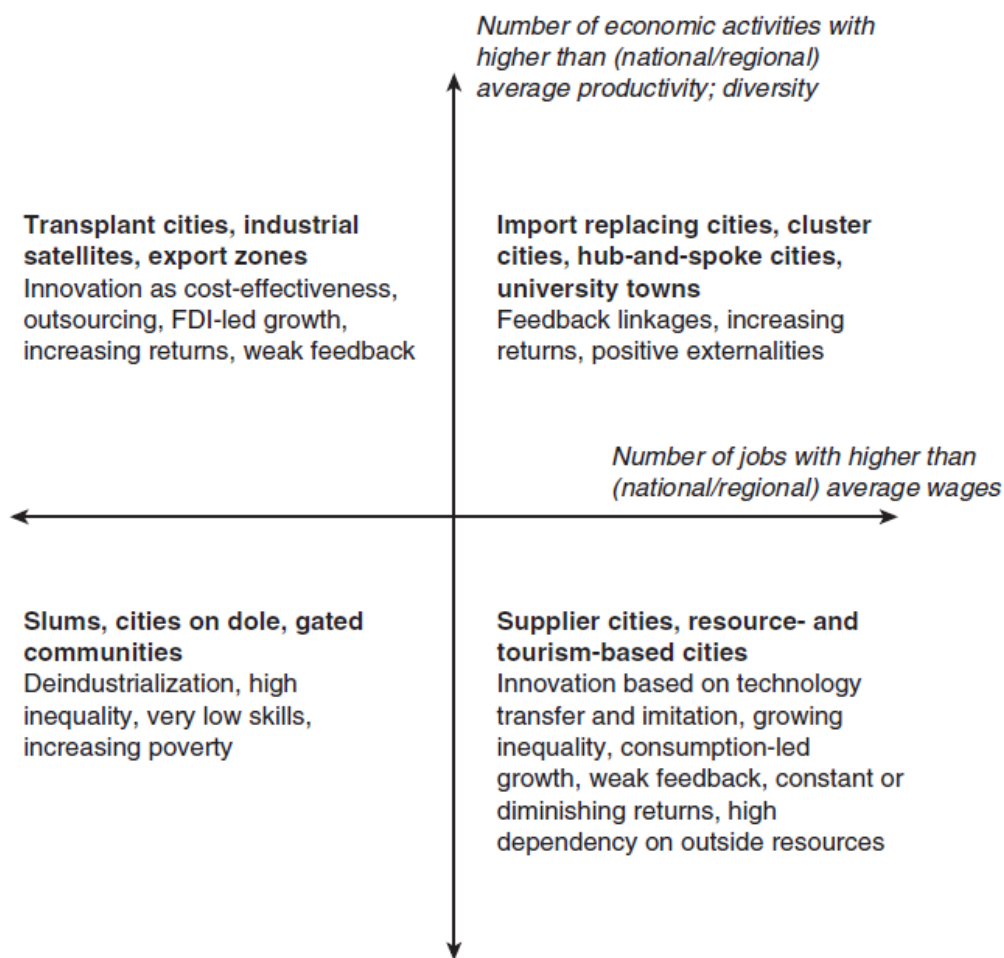 Number of economic activities with
higher than (national/regional)
average productivity; diversity
Transplant cities, industrial
satellites, export zones
Innovation as cost-effectiveness,
outsourcing, FDI-led growth,
increasing returns, weak feedback
Import replacing cities, cluster
cities, hub-and-spoke cities,
university towns
Feedback linkages, increasing
returns, positive externalities
Number of jobs with higher than
(national/regional) average wages
Slums, cities on dole, gated
communities
Deindustrialization, high
inequality, very low skills,
increasing poverty
Supplier cities, resource- and
tourism-based cities
Innovation based on technology
transfer and imitation, growing
inequality, consumption-led
growth, weak feedback, constant or
diminishing returns, high
dependency on outside resources